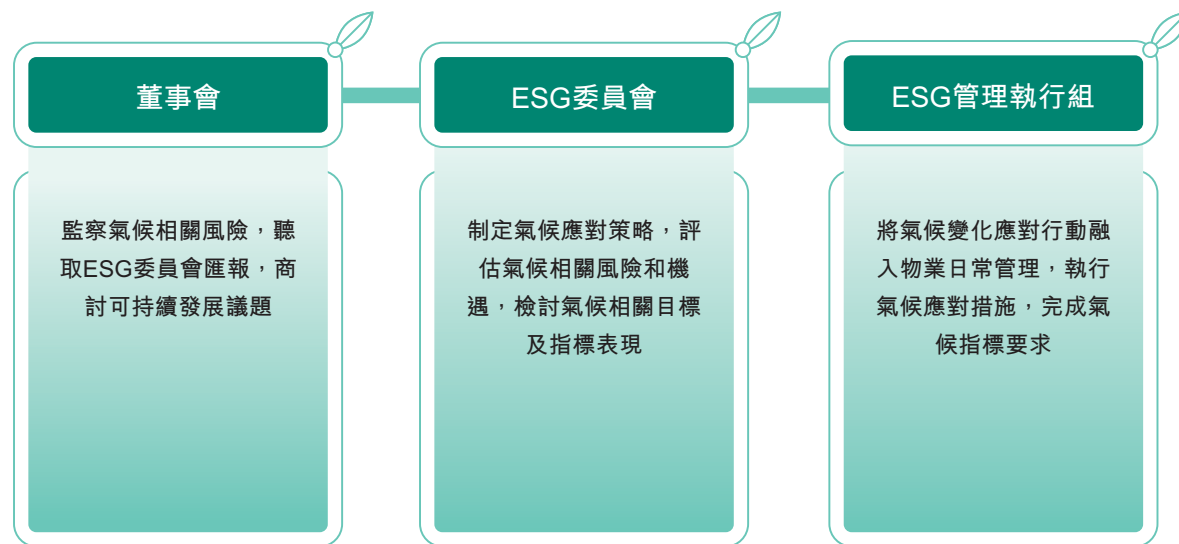 董事會
監察氣候相關風險，聽
取ESG委員會匯報，商
討可持續發展議題
ESG委員會
制定氣候應對策略，評
估氣候相關風險和機
遇，檢討氣候相關目標
及指標表現
ESG管理執行組
將氣候變化應對行動融
入物業日常管理，執行
氣候應對措施，完成氣
候指標要求